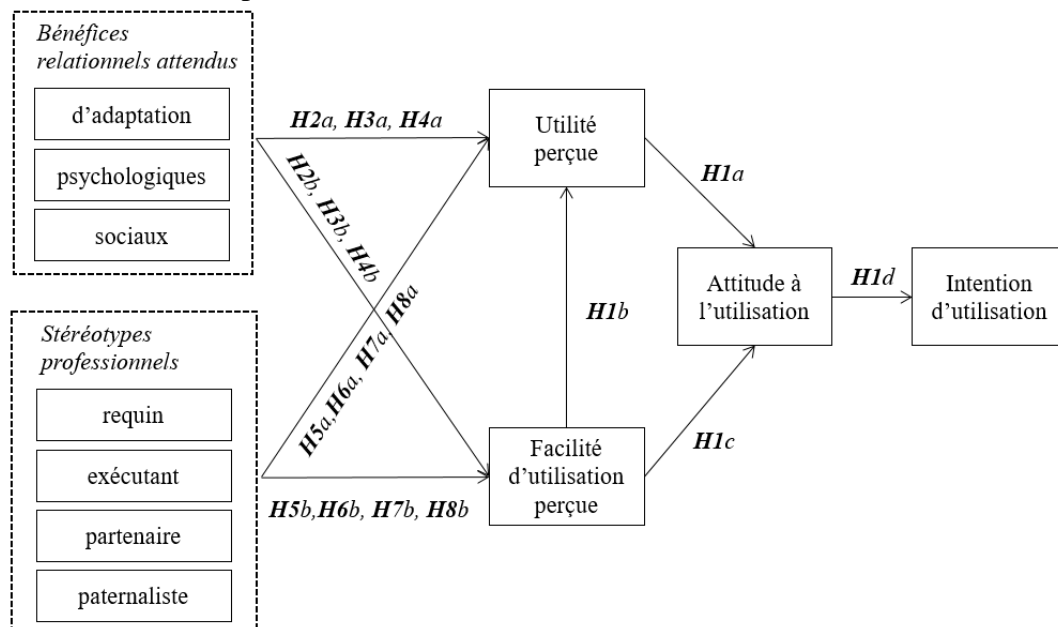 Bénéfices
relationnels attendus
d'adaptation
psychologiques
sociaux
Stéréotypes
professionnels
requin
exécutant
partenaire
paternaliste
H2a, H3a, H4a
H2b, H3b, H4b
H5a,H6a, H7a, H8a
H5b,H6b, H7b, H8b
Utilité
perçue
H1b
Facilité
d'utilisation
perçue
H1a
H1c
Attitude à
l'utilisation
H1d
Intention
d'utilisation